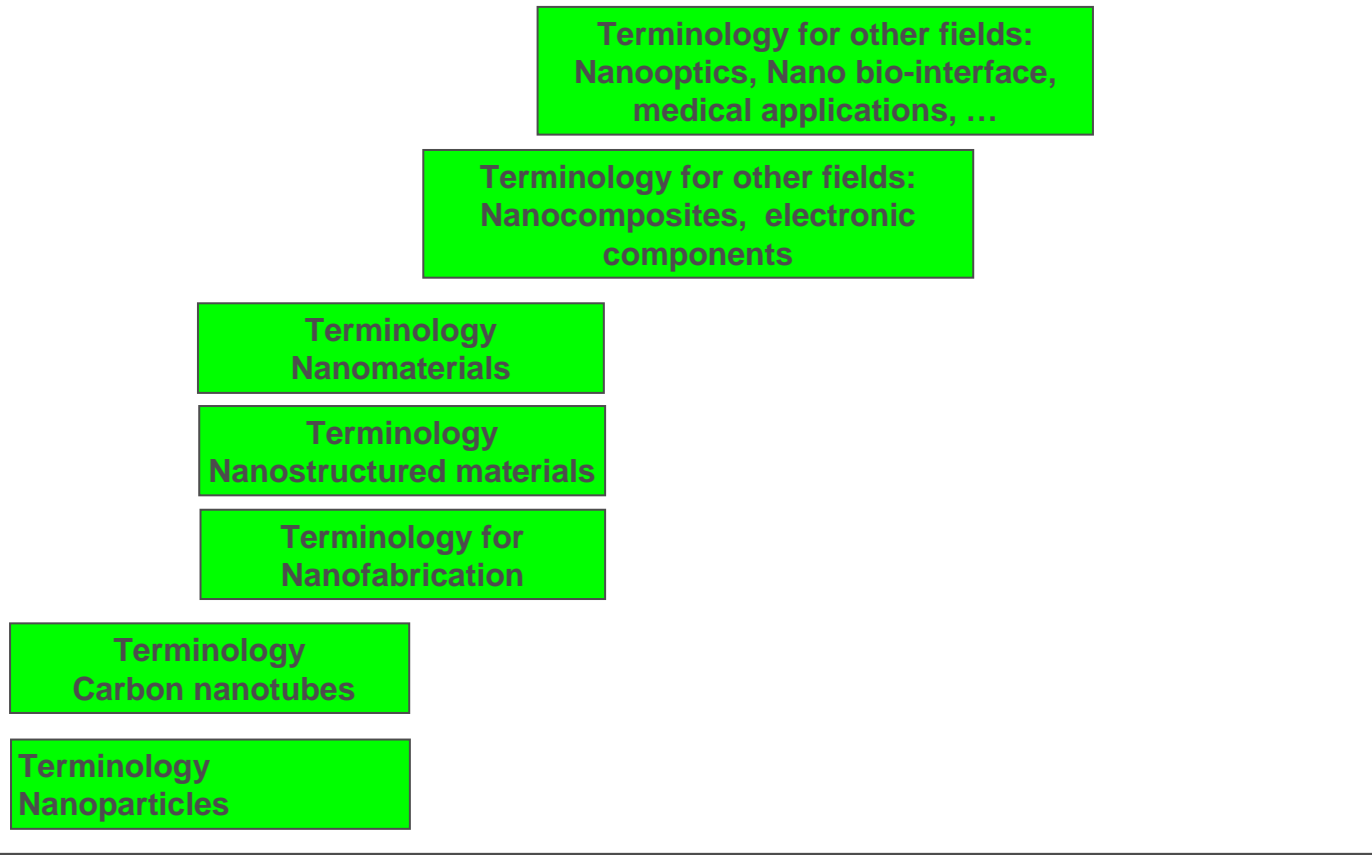 Terminology for other fields:
Nanooptics, Nano bio-interface,
medical applications, …
Terminology for other fields:
Nanocomposites, electronic
components
Terminology
Nanomaterials
Terminology
Nanostructured materials
Terminology for
Nanofabrication
Terminology
Carbon nanotubes
Terminology
Nanoparticles